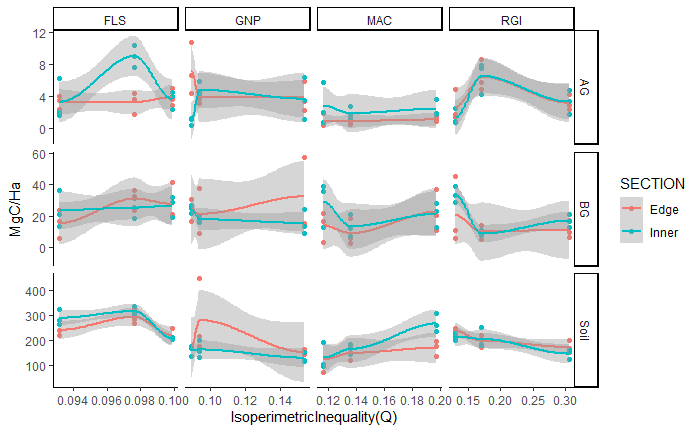 FLS GNP MAC RGI
12
8
4
0
AG
60
40
20
0
BG
400
300
200
100
Soil
MgC/Ha
0.094 0.096 0.098 0.100 0.10 0.12 0.14 0.12 0.14 0.16 0.18 0.20 0.15 0.20 0.25 0.30
IsoperimetricInequality(Q)
SECTION
Edge
Inner